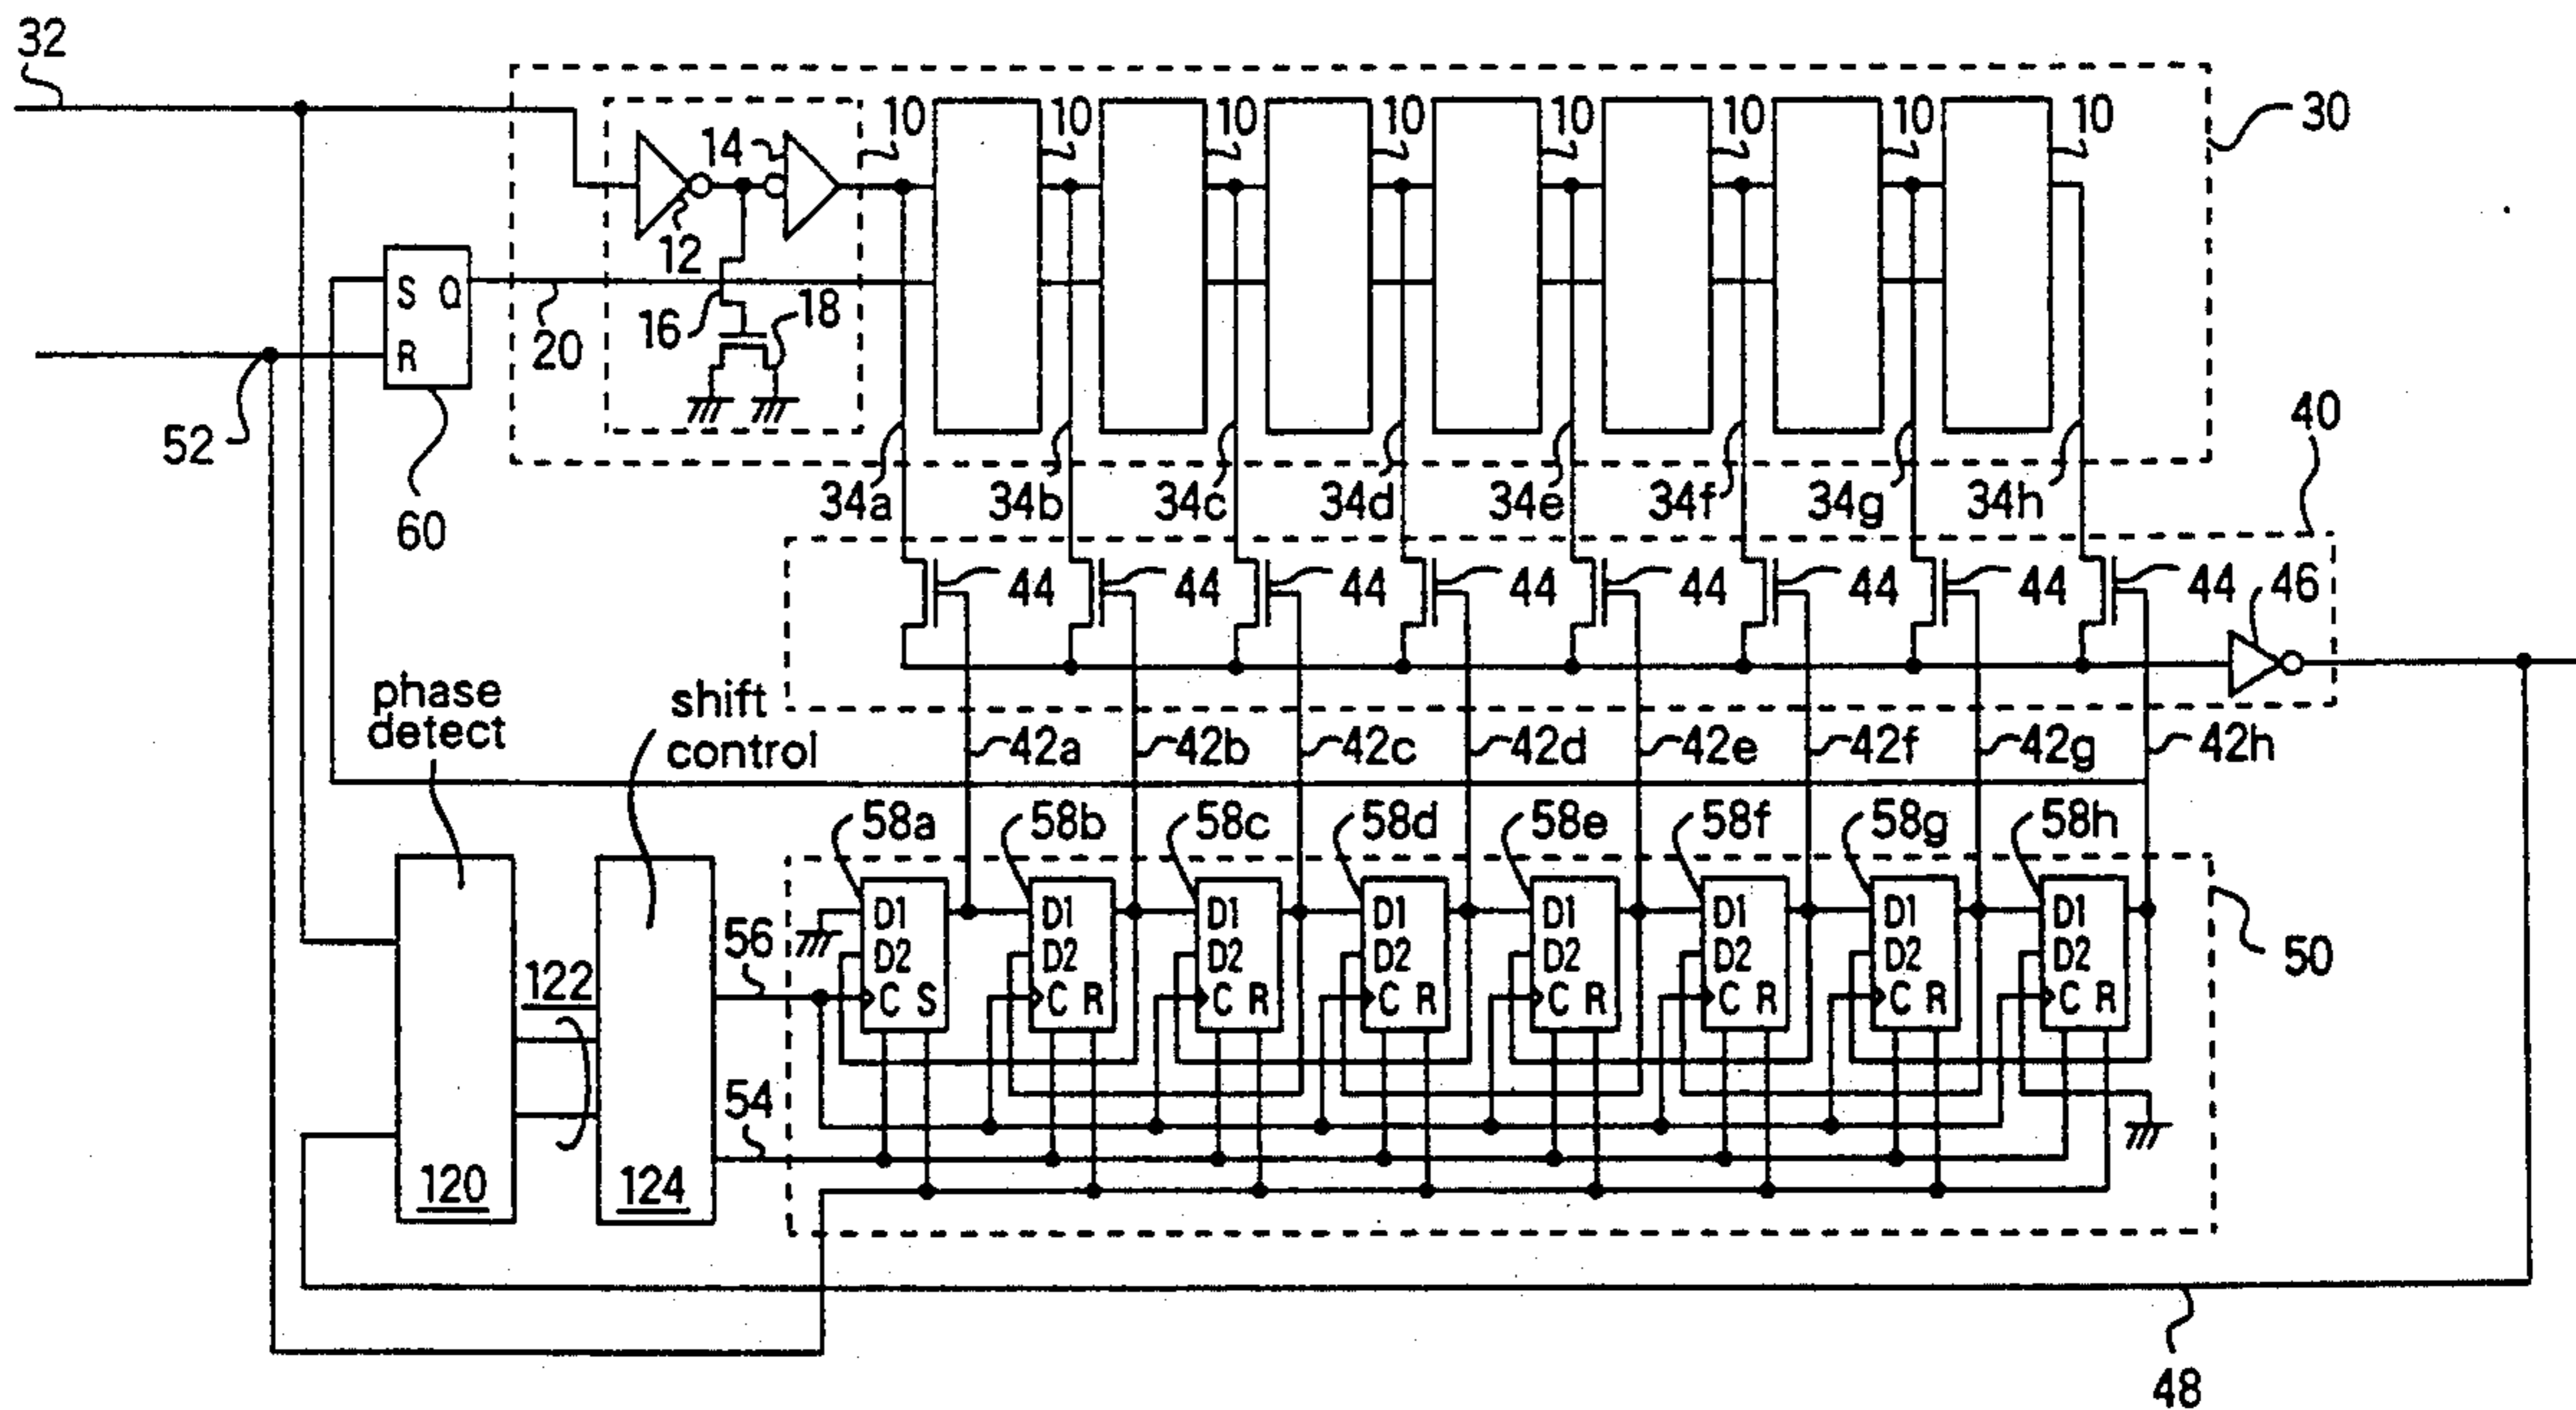 32
10 10 10 10 10 10 10 10
30
14
12
S Q
R
16
18
20
52
60
40
34a 34b 34c 34d 34e 34f 34g 34h
44 44 44 44 44 44 44 44 46
phase
detect
shift
control
42a 42b 42c 42d 42e 42f 42g 42h
58a 58b 58c 58d 58e 58f 58g 58h
D1 D1 D1 D1 D1 D1 D1 D1
D2 D2 D2 D2 D2 D2 D2 D2
C S C R C R C R C R C R C R C R
56
50
122
54
120
124
48